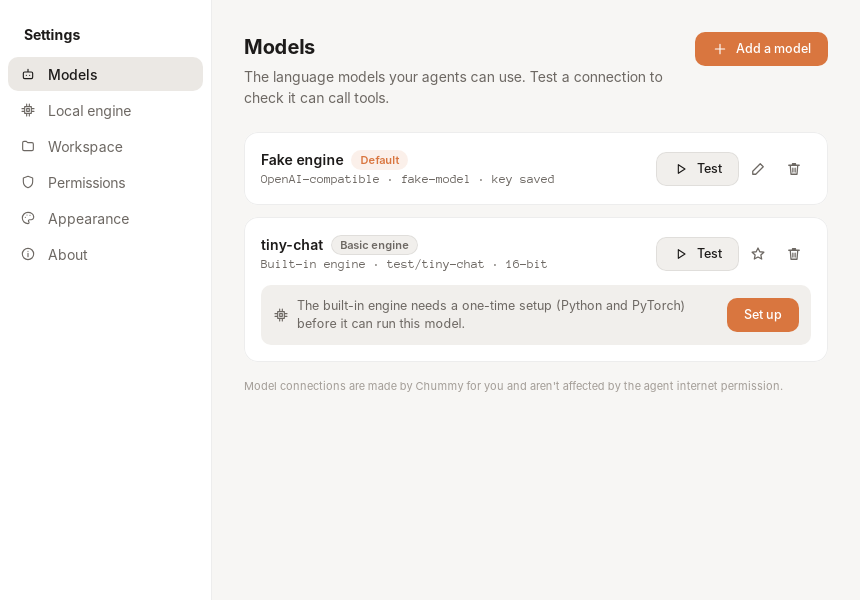 Settings
Models
Local engine
Workspace
Permissions
Appearance
About
Models
Add a model
The language models your agents can use. Test a connection to
check it can call tools.
Fake engine
Default
OpenAI-compatible · fake-model · key saved
Test
tiny-chat
Basic engine
Built-in engine · test/tiny-chat · 16-bit
Test
The built-in engine needs a one-time setup (Python and PyTorch)
before it can run this model.
Set up
Model connections are made by Chummy for you and aren't affected by the agent internet permission.